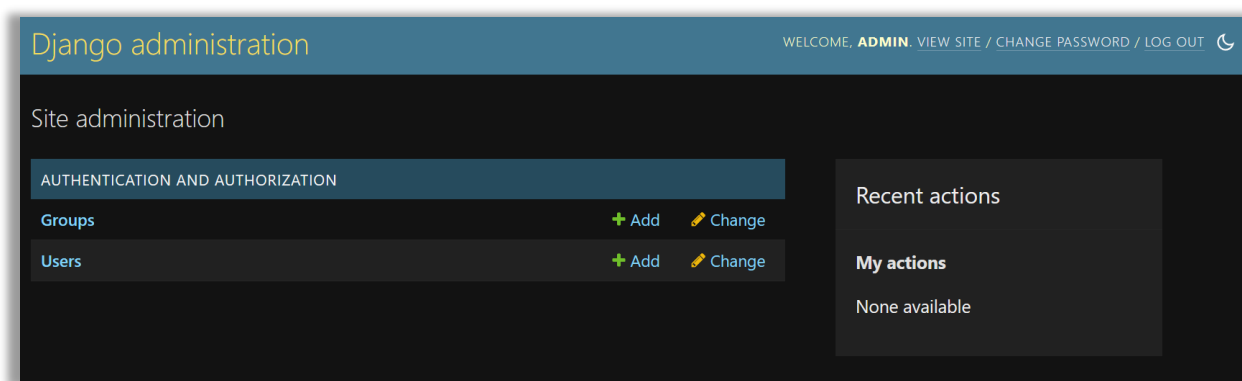 Django administration
WELCOME, ADMIN. VIEW SITE / CHANGE PASSWORD / LOG OUT
Site administration
AUTHENTICATION AND AUTHORIZATION
Groups
Add
Change
Users
Add
Change
Recent actions
My actions
None available